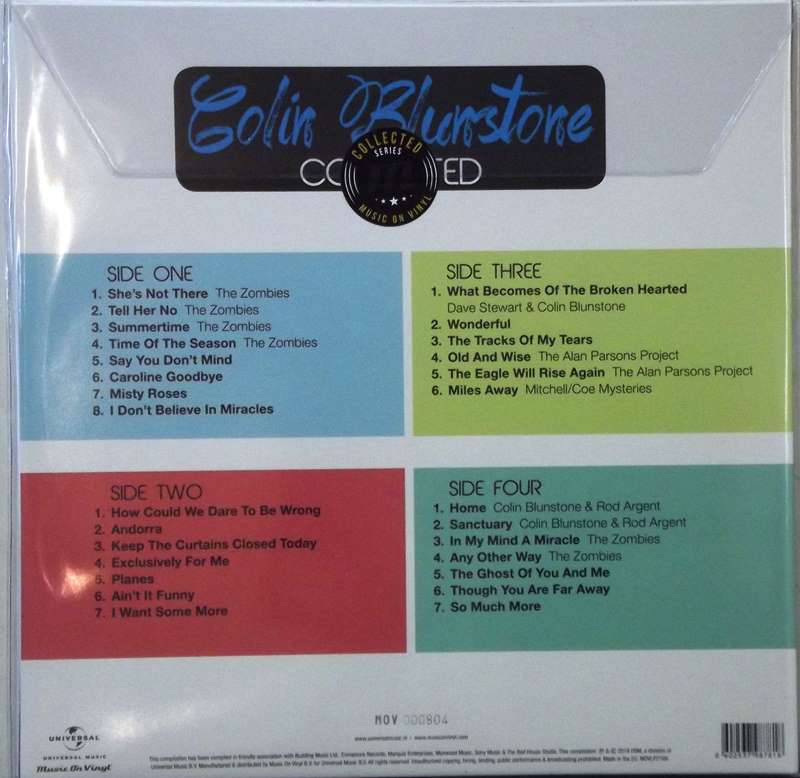 Colin Blunstone
COLLECTED
SERIES
MUSIC ON VINYL
CO ED
SIDE ONE
1. She's Not There The Zombies
2. Tell Her No The Zombies
3. Summertime The Zombies
4. Time Of The Season The Zombies
5. Say You Don't Mind
6. Caroline Goodbye
7. Misty Roses
8. I Don't Believe In Miracles
SIDE TWO
1. How Could We Dare To Be Wrong
2. Andorra
3. Keep The Curtains Closed Today
4. Exclusively For Me
5. Planes
6. Ain't It Funny
7. I Want Some More
SIDE THREE
1. What Becomes Of The Broken Hearted
Dave Stewart & Colin Blunstone
2. Wonderful
3. The Tracks Of My Tears
4. Old And Wise The Alan Parsons Project
5. The Eagle Will Rise Again The Alan Parsons Project
6. Miles Away Mitchell/Coe Mysteries
SIDE FOUR
1. Home Colin Blunstone & Rod Argent
2. Sanctuary Colin Blunstone & Rod Argent
3. In My Mind A Miracle The Zombies
4. Any Other Way The Zombies
5. The Ghost Of You And Me
6. Though You Are Far Away
7. So Much More
MOV 000804
UNIVERSAL
UNIVERSAL MUSIC
Music On Vinyl
www.universalmusic.nl / www.musiconvinyl.com